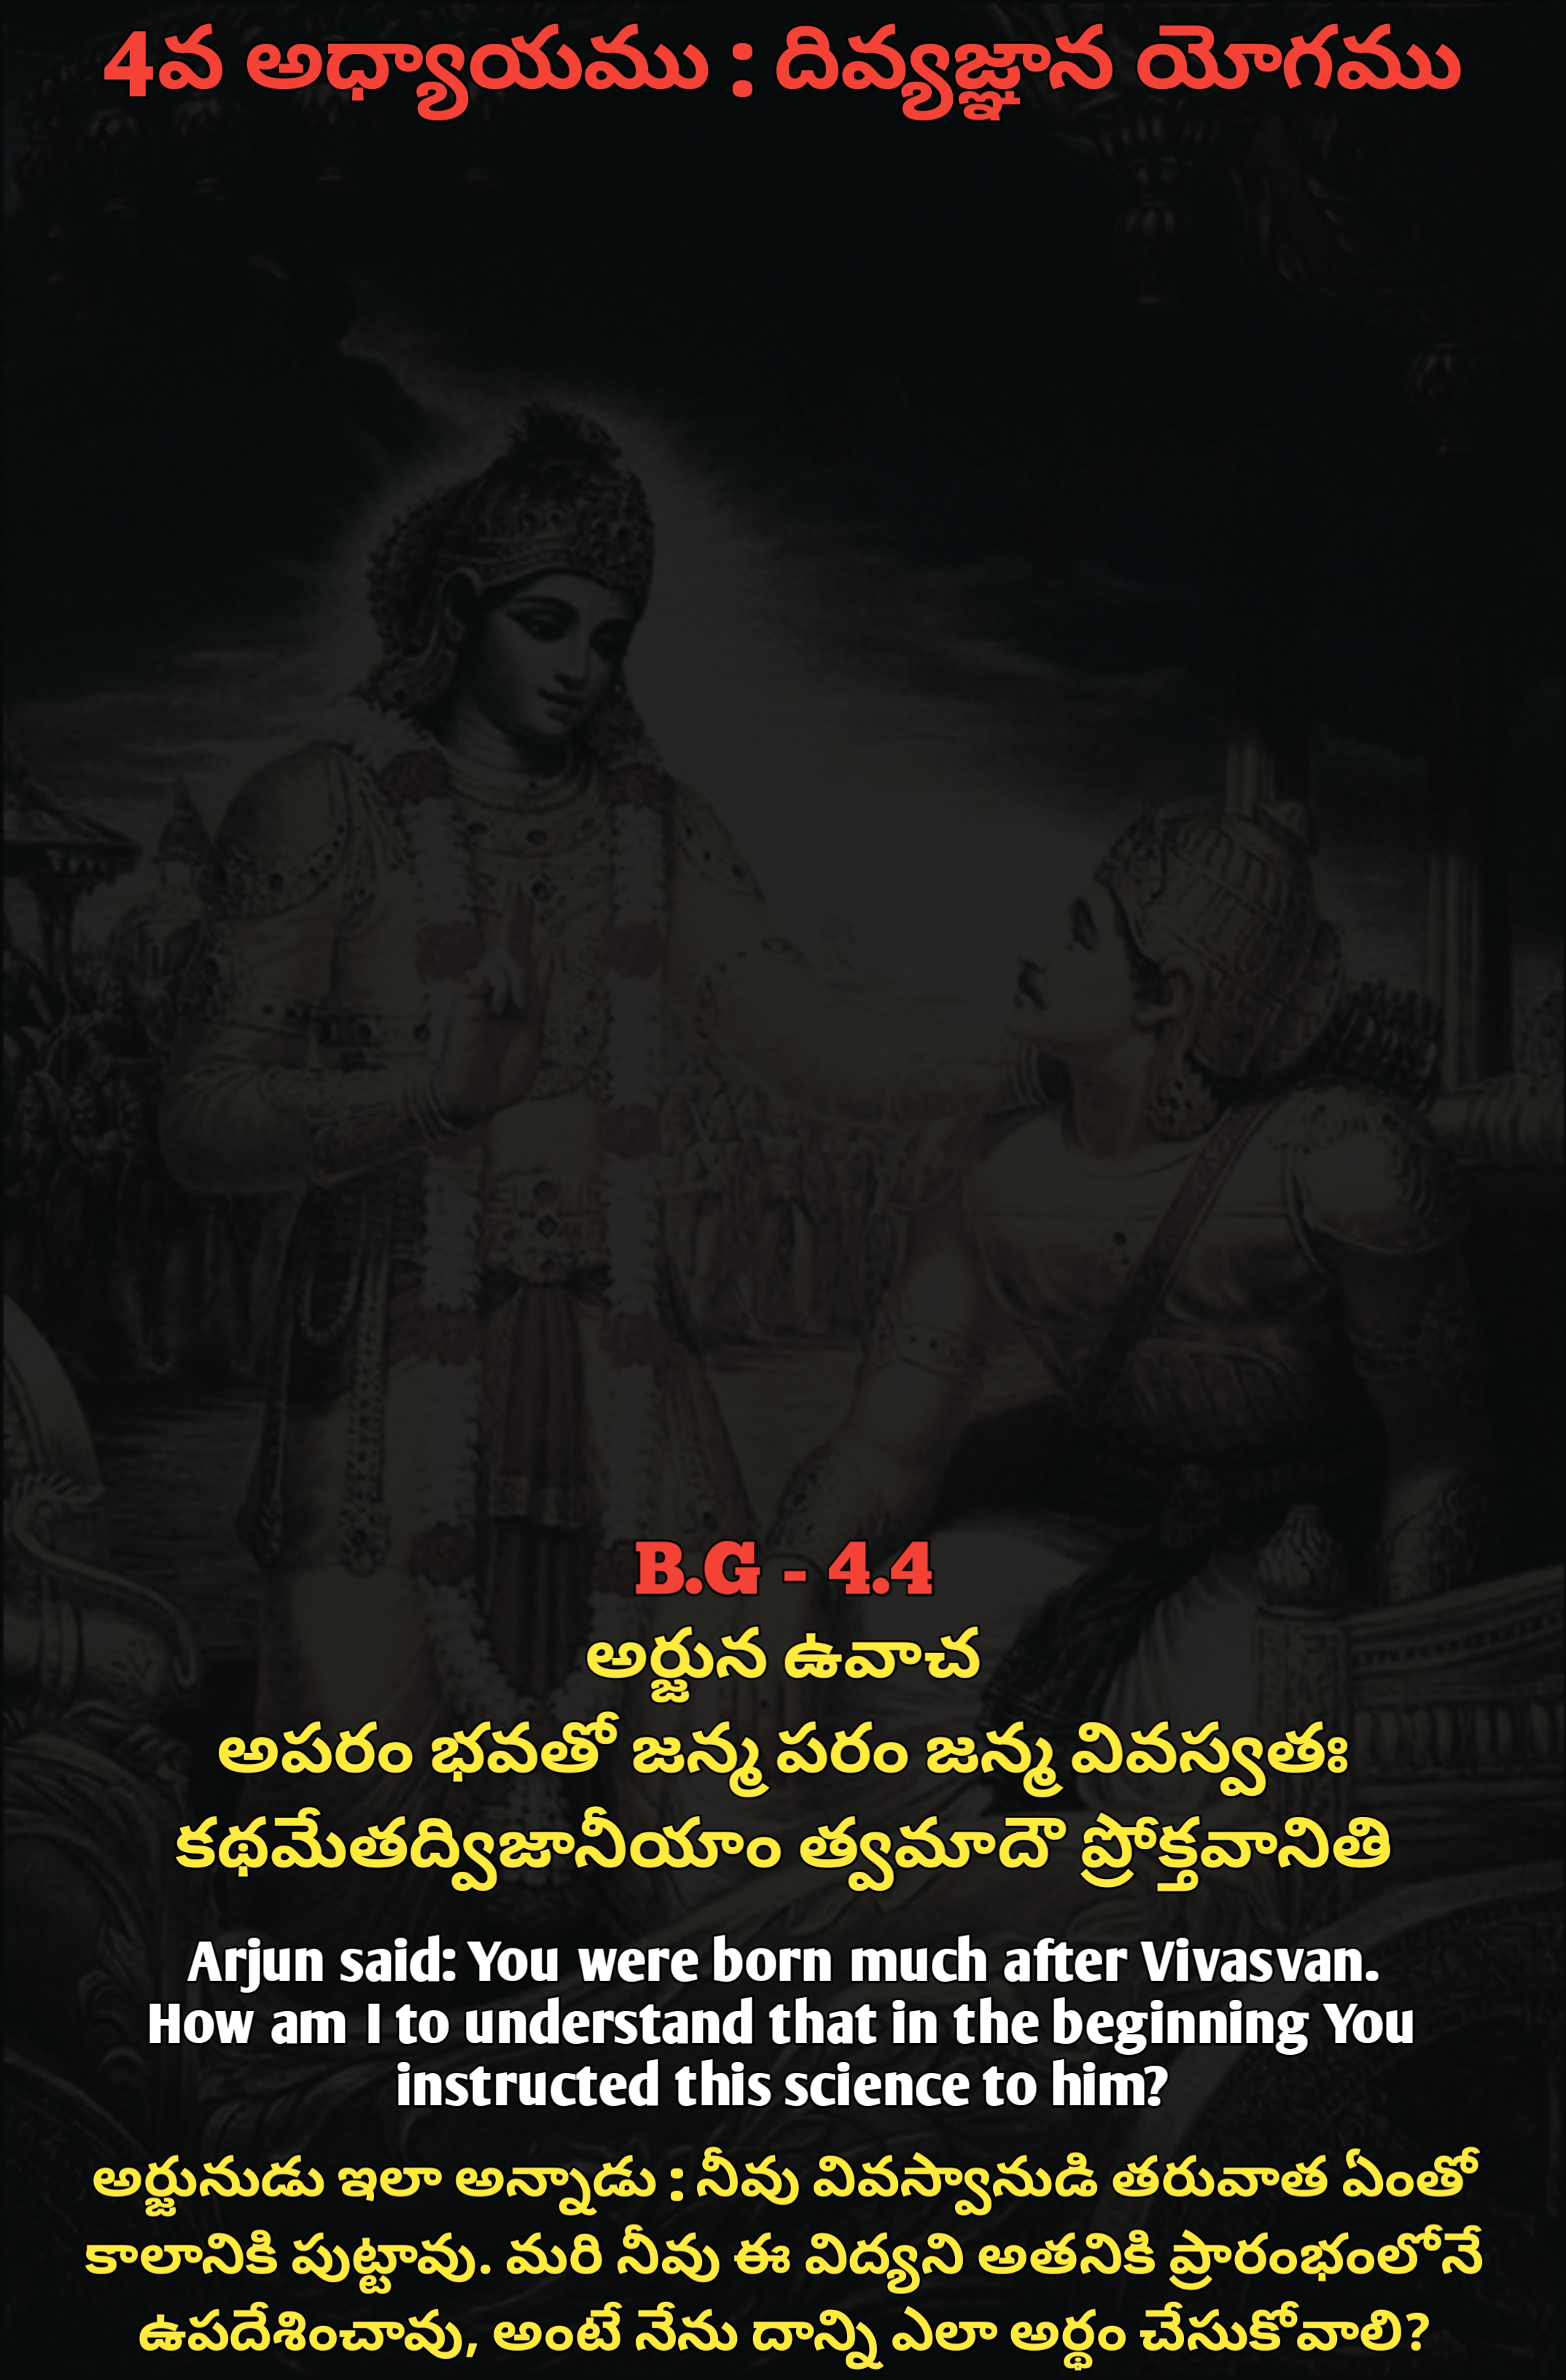 4వ అధ్యాయము : దివ్యజ్ఞాన యోగము
B.G - 4.4
అర్జున ఉవాచ
అపరం భవతో జన్మ పరం జన్మ వివస్వతః
కథమేతద్విజానీయాం త్వమాదౌ ప్రోక్తవానితి
Arjun said: You were born much after Vivasvan.
How am I to understand that in the beginning You
instructed this science to him?
అర్జునుడు ఇలా అన్నాడు : నీవు వివస్వానుడి తరువాత ఏంతో
కాలానికి పుట్టావు. మరి నీవు ఈ విద్యని అతనికి ప్రారంభంలోనే
ఉపదేశించావు, అంటే నేను దాన్ని ఎలా అర్థం చేసుకోవాలి?